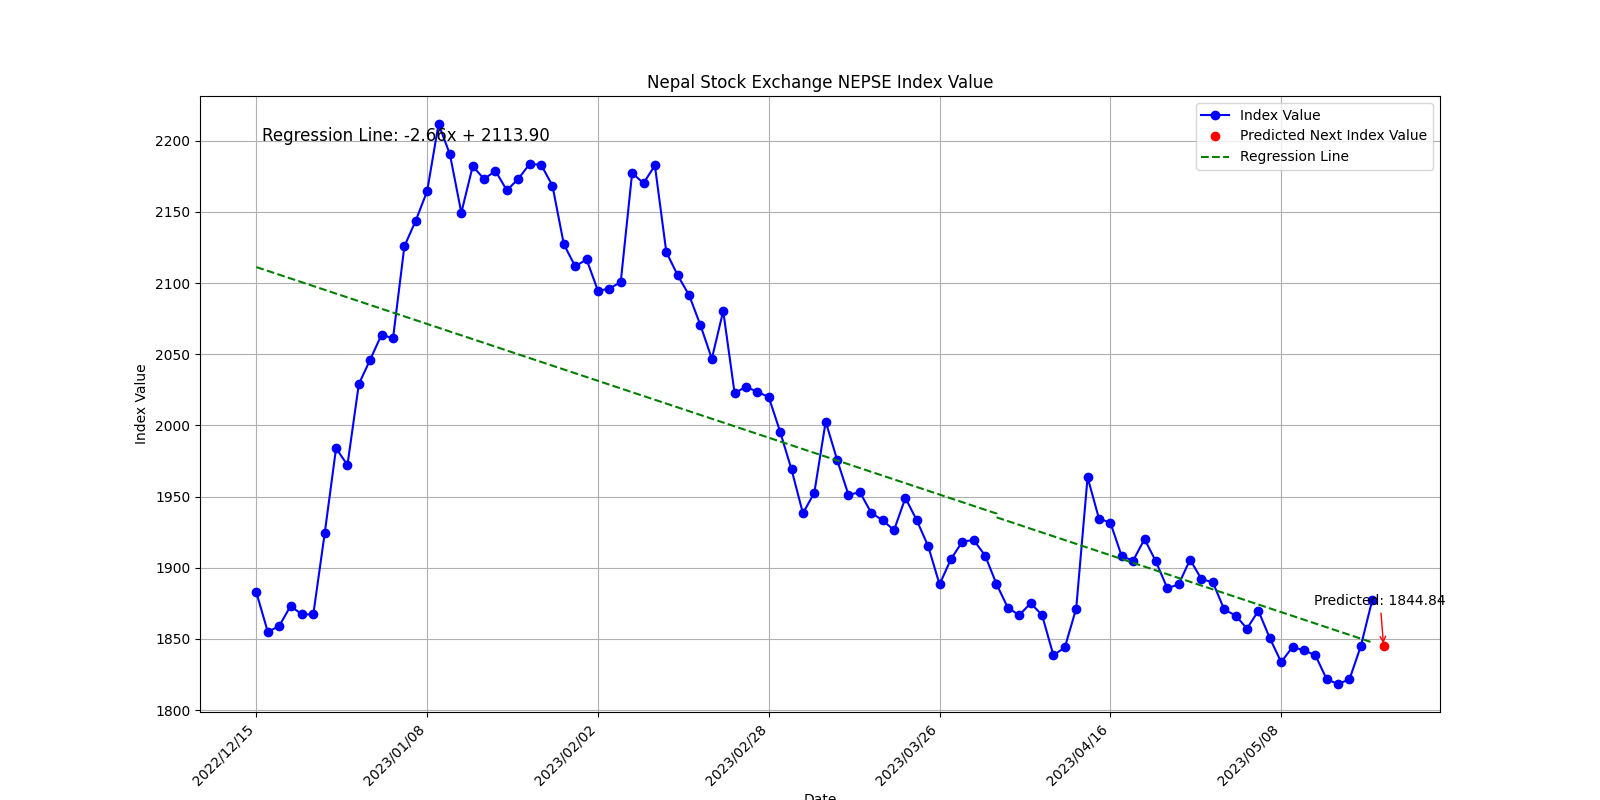 Nepal Stock Exchange NEPSE Index Value
Regression Line: -2.66x + 2113.90
Index Value
Predicted Next Index Value
Regression Line
2200
2150
2100
2050
2000
1950
1900
1850
1800
Index Value
Predicted: 1844.84
2022/12/15
2023/01/08
2023/02/02
2023/02/28
2023/03/26
2023/04/16
2023/05/08
Date